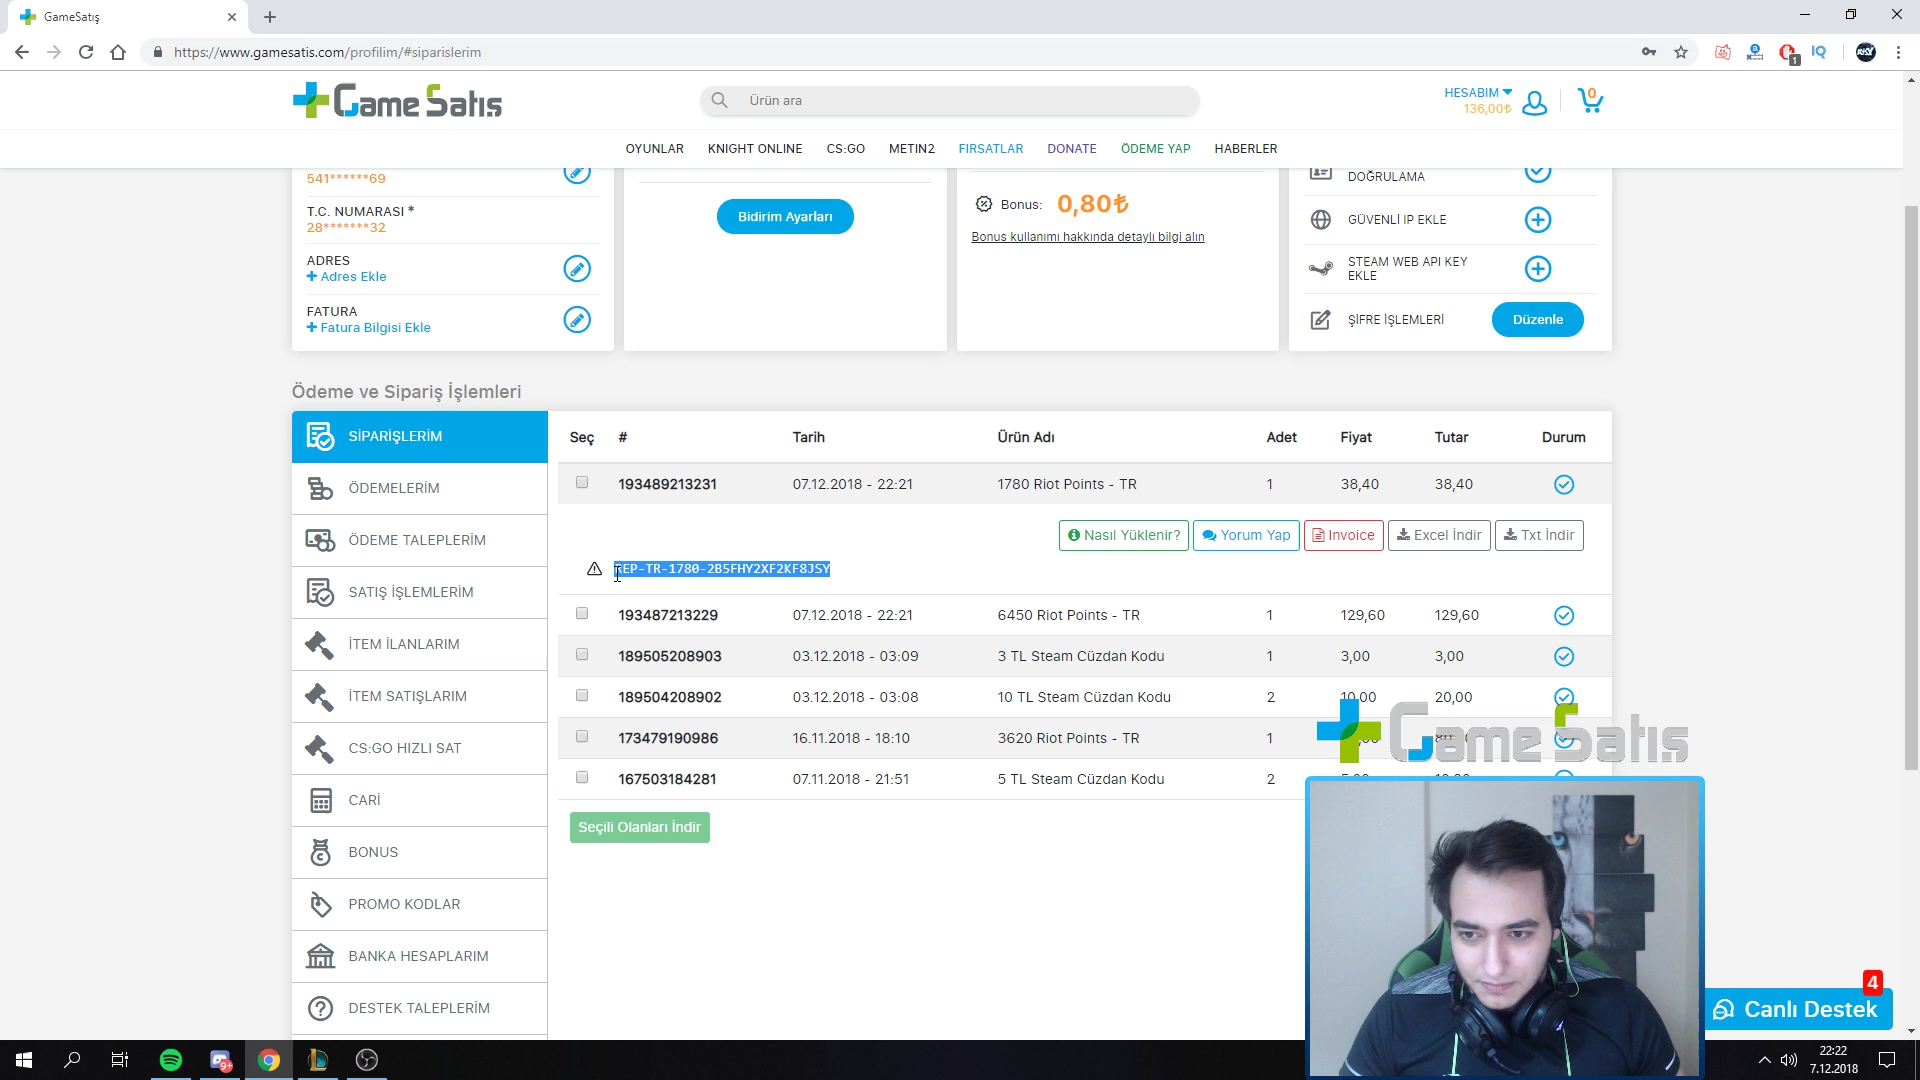 GameSatış
https://www.gamesatis.com/profilim/#siparislerim
1
Game Satış
Ürün ara
HESABIM
136,00₺
0
OYUNLAR KNIGHT ONLINE CS:GO METIN2 FIRSATLAR DONATE ÖDEME YAP HABERLER
541******69
T.C. NUMARASI *
28*******32
ADRES
Adres Ekle
FATURA
Fatura Bilgisi Ekle
Bidirim Ayarları
Bonus: 0,80₺
Bonus kullanımı hakkında detaylı bilgi alın
DOĞRULAMA
GÜVENLİ IP EKLE
STEAM WEB API KEY
EKLE
ŞİFRE İŞLEMLERİ
Düzenle
Ödeme ve Sipariş İşlemleri
SİPARİŞLERİM
ÖDEMELERİM
ÖDEME TALEPLERİM
SATIŞ İŞLEMLERİM
İTEM İLANLARIM
İTEM SATIŞLARIM
CS:GO HIZLI SAT
CARİ
BONUS
PROMO KODLAR
BANKA HESAPLARIM
DESTEK TALEPLERİM
Seç # Tarih Ürün Adı Adet Fiyat Tutar Durum
193489213231 07.12.2018 - 22:21 1780 Riot Points - TR 1 38,40 38,40
Nasıl Yüklenir? Yorum Yap Invoice Excel İndir Txt İndir
EP-TR-1780-2B5FHY2XF2KF8JSY
193487213229 07.12.2018 - 22:21 6450 Riot Points - TR 1 129,60 129,60
189505208903 03.12.2018 - 03:09 3 TL Steam Cüzdan Kodu 1 3,00 3,00
189504208902 03.12.2018 - 03:08 10 TL Steam Cüzdan Kodu 2 10,00 20,00
173479190986 16.11.2018 - 18:10 3620 Riot Points - TR 1
167503184281 07.11.2018 - 21:51 5 TL Steam Cüzdan Kodu 2
Seçili Olanları İndir
Game Satış
4
Canlı Destek
22:22
7.12.2018